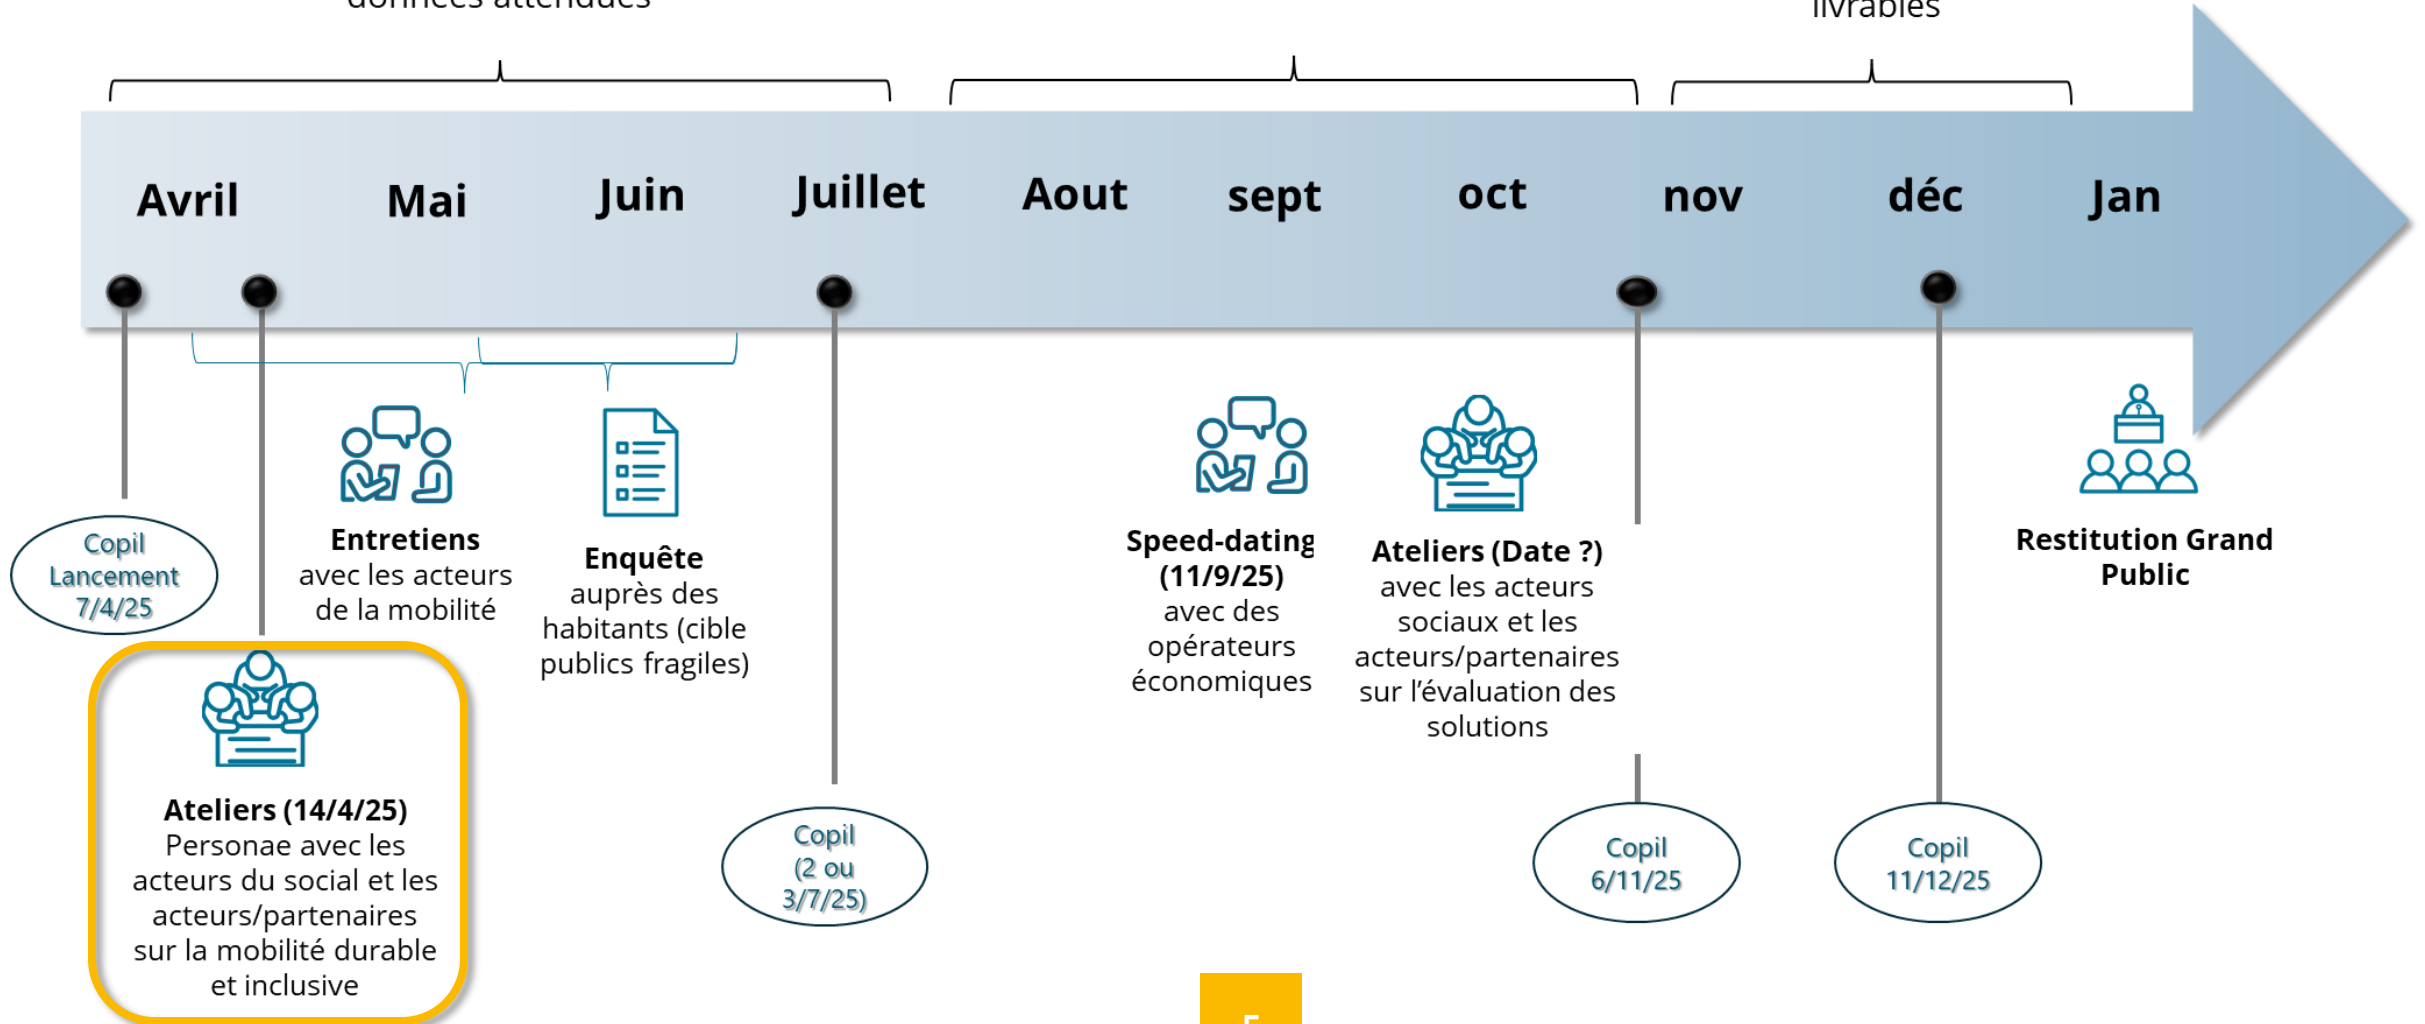 données attendues
livrables
Avril
Mai
Juin
Juillet
Aout
sept
oct
nov
déc
Jan
Copil
Lancement
7/4/25
Entretiens
avec les acteurs
de la mobilité
Enquête
auprès des
habitants (cible
publics fragiles)
Speed-dating
(11/9/25)
avec des
opérateurs
économiques
Ateliers (Date ?)
avec les acteurs
sociaux et les
acteurs/partenaires
sur l’évaluation des
solutions
Restitution Grand
Public
Ateliers (14/4/25)
Personae avec les
acteurs du social et les
acteurs/partenaires
sur la mobilité durable
et inclusive
Copil
(2 ou
3/7/25)
Copil
6/11/25
Copil
11/12/25